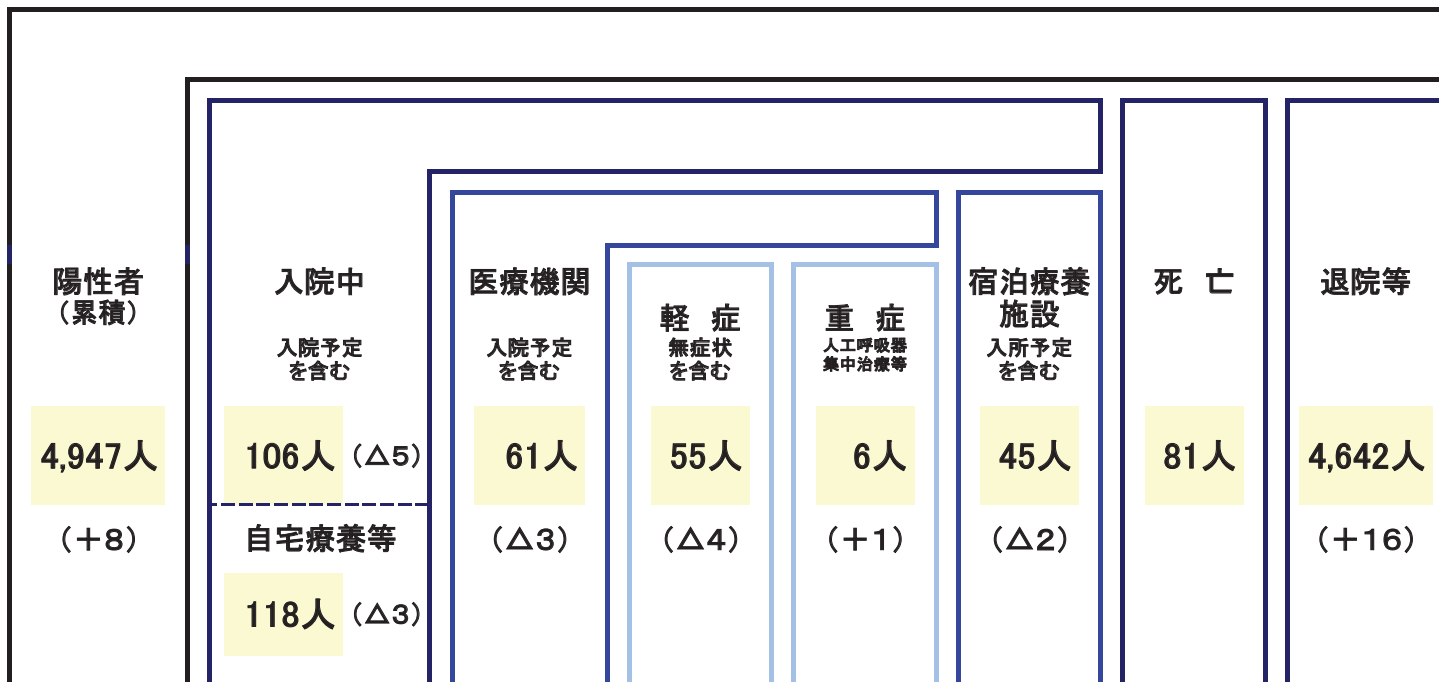 陽性者
（累積）
4,947人
（＋8）
入院中
入院予定
を含む
106人（△5）
自宅療養等
118人（△3）
医療機関
入院予定
を含む
61人
（△3）
軽 症
無症状
を含む
55人
（△4）
重 症
人工呼吸器
集中治療等
6人
（＋1）
宿泊療養
施設
入所予定
を含む
45人
（△2）
死 亡
81人
退院等
4,642人
（＋16）